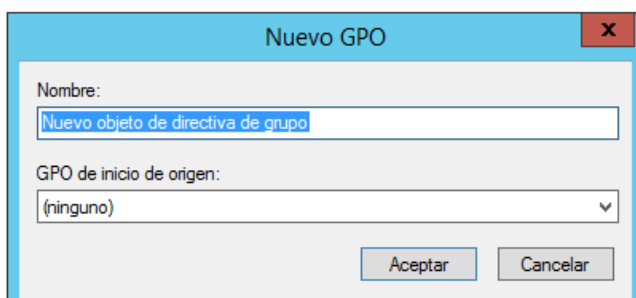 Nuevo GPO
x
Nombre:
Nuevo objeto de directiva de grupo
GPO de inicio de origen:
(ninguno)
Aceptar
Cancelar